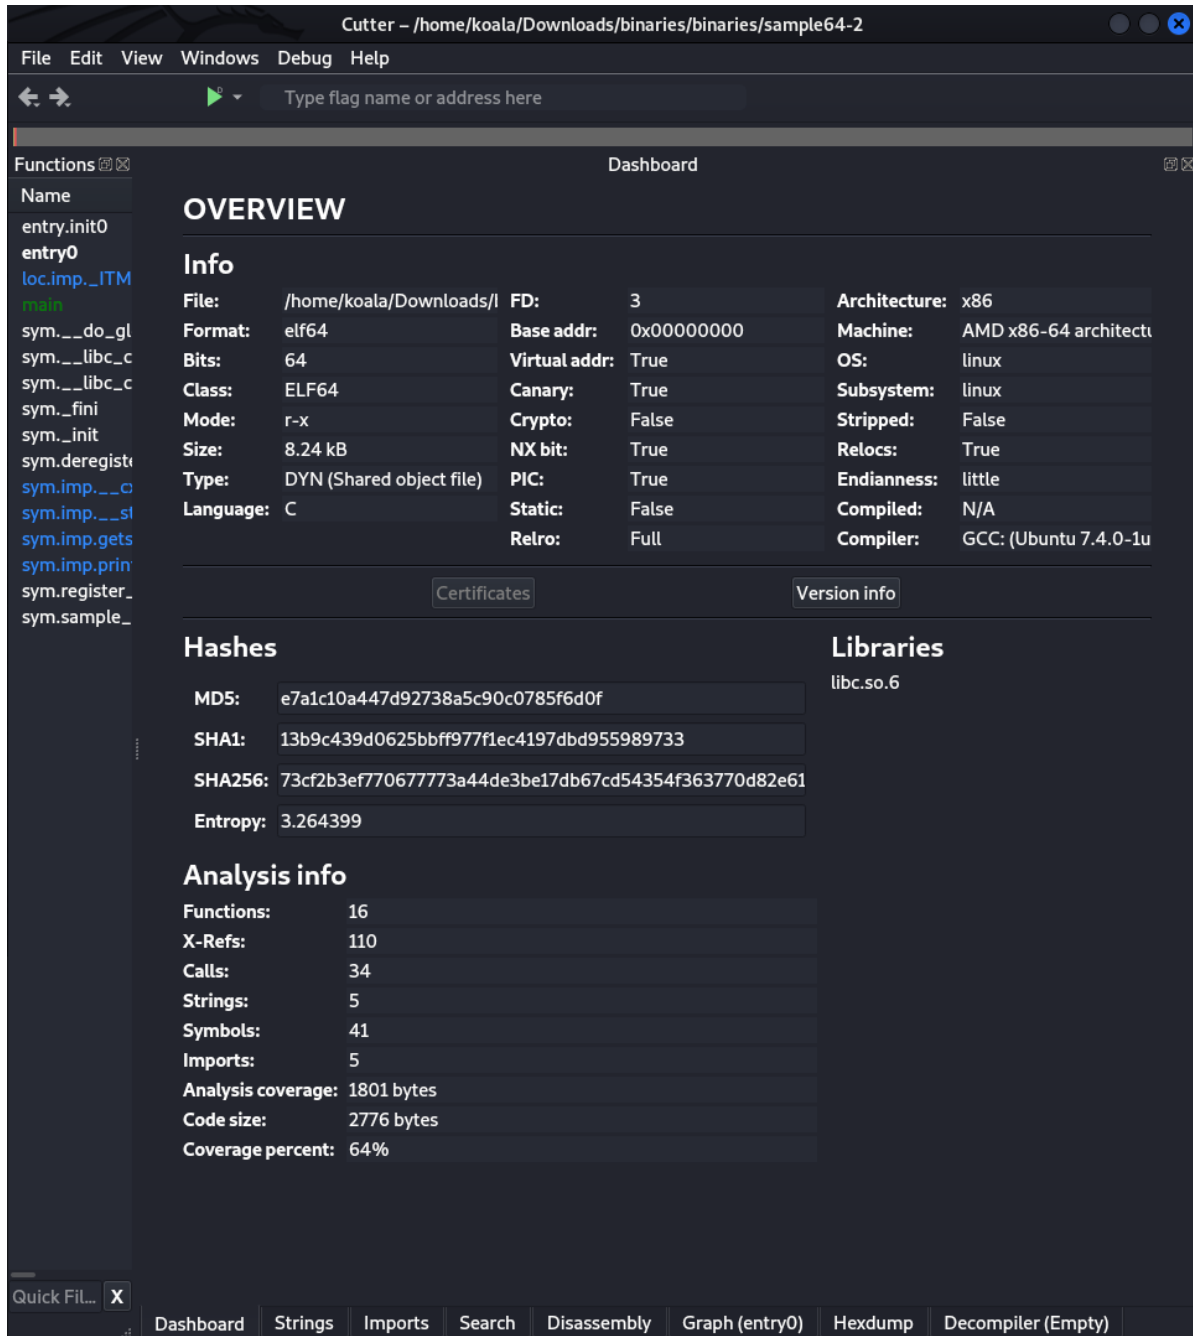 Cutter – /home/koala/Downloads/binaries/binaries/sample64-2
File Edit View Windows Debug Help
Type flag name or address here
Functions
Dashboard
Name
entry.init0
entry0
loc.imp._ITM
main
sym.__do_gl
sym.__libc_c
sym.__libc_c
sym._fini
sym._init
sym.deregiste
sym.imp.__cx
sym.imp.__st
sym.imp.gets
sym.imp.prin
sym.register_
sym.sample_
OVERVIEW
Info
File: /home/koala/Downloads/ FD: 3 Architecture: x86
Format: elf64 Base addr: 0x00000000 Machine: AMD x86-64 architectu
Bits: 64 Virtual addr: True OS: linux
Class: ELF64 Canary: True Subsystem: linux
Mode: r-x Crypto: False Stripped: False
Size: 8.24 kB NX bit: True Relocs: True
Type: DYN (Shared object file) PIC: True Endianness: little
Language: C Static: False Compiled: N/A
Relro: Full Compiler: GCC: (Ubuntu 7.4.0-1u
Certificates Version info
Hashes
MD5: e7a1c10a447d92738a5c90c0785f6d0f
SHA1: 13b9c439d0625bbff977f1ec4197dbd955989733
SHA256: 73cf2b3ef770677773a44de3be17db67cd54354f363770d82e61
Entropy: 3.264399
Libraries
libc.so.6
Analysis info
Functions: 16
X-Refs: 110
Calls: 34
Strings: 5
Symbols: 41
Imports: 5
Analysis coverage: 1801 bytes
Code size: 2776 bytes
Coverage percent: 64%
Quick Fil... X
Dashboard Strings Imports Search Disassembly Graph (entry0) Hexdump Decompiler (Empty)